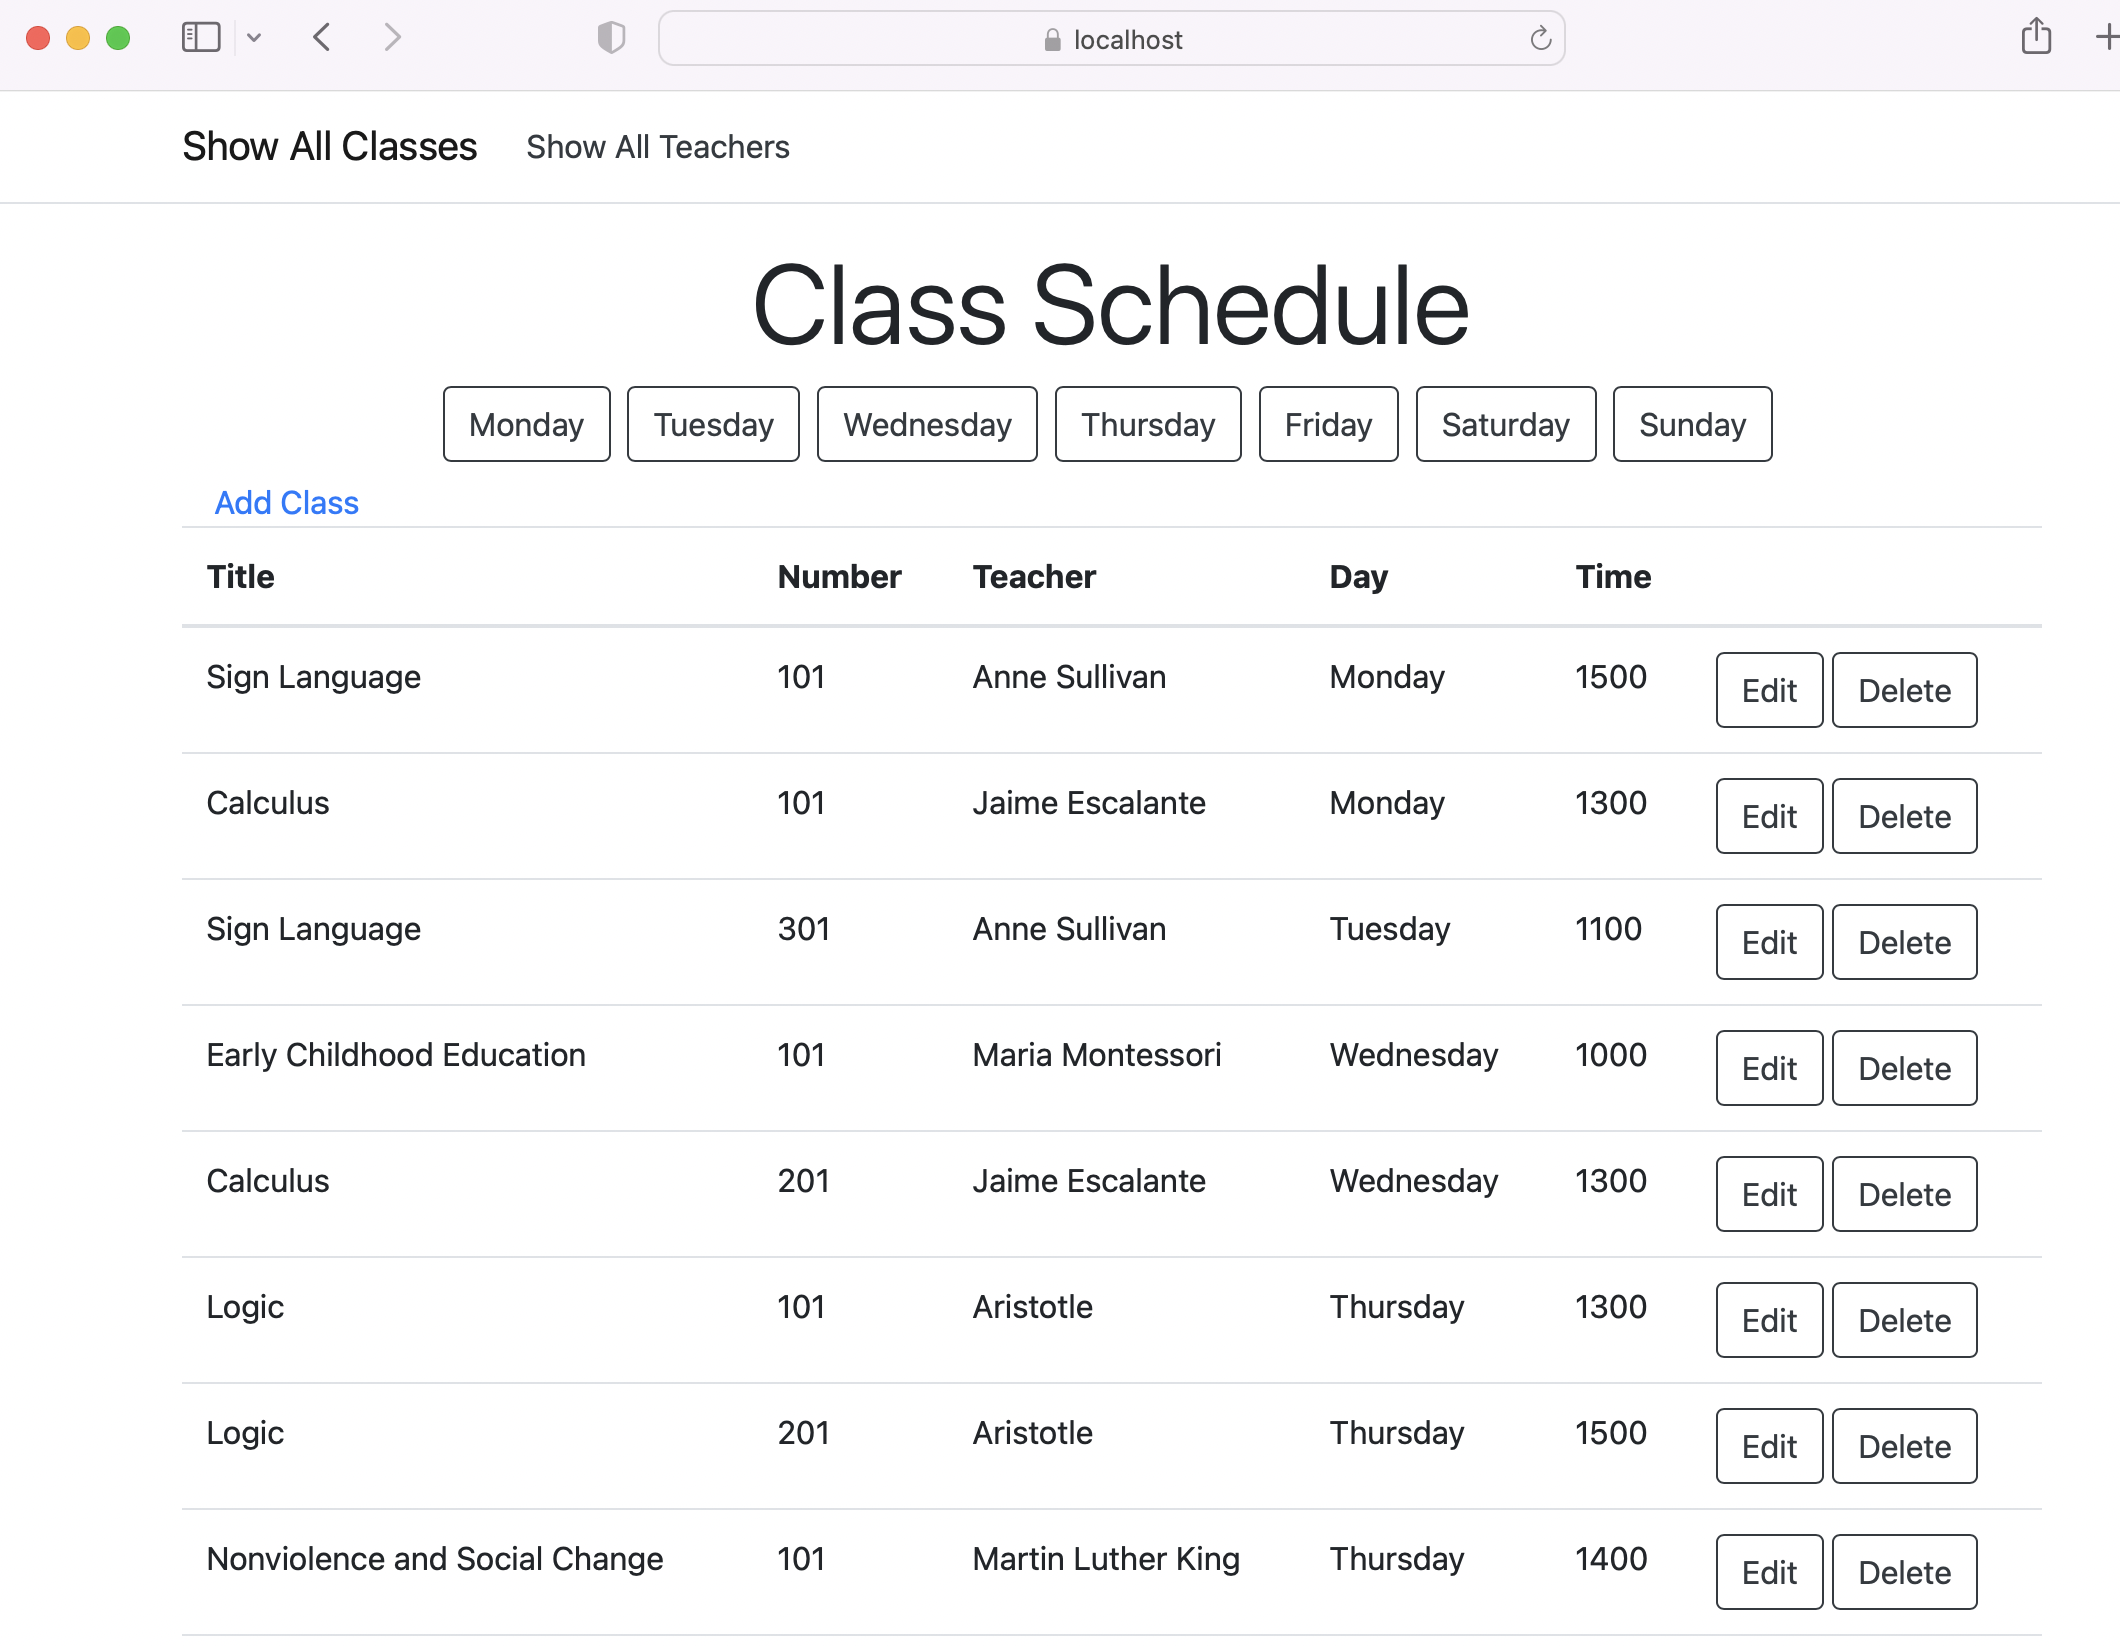 localhost
Show All Classes Show All Teachers
Class Schedule
Monday Tuesday Wednesday Thursday Friday Saturday Sunday
Add Class
Title Number Teacher Day Time
Sign Language 101 Anne Sullivan Monday 1500 Edit Delete
Calculus 101 Jaime Escalante Monday 1300 Edit Delete
Sign Language 301 Anne Sullivan Tuesday 1100 Edit Delete
Early Childhood Education 101 Maria Montessori Wednesday 1000 Edit Delete
Calculus 201 Jaime Escalante Wednesday 1300 Edit Delete
Logic 101 Aristotle Thursday 1300 Edit Delete
Logic 201 Aristotle Thursday 1500 Edit Delete
Nonviolence and Social Change 101 Martin Luther King Thursday 1400 Edit Delete